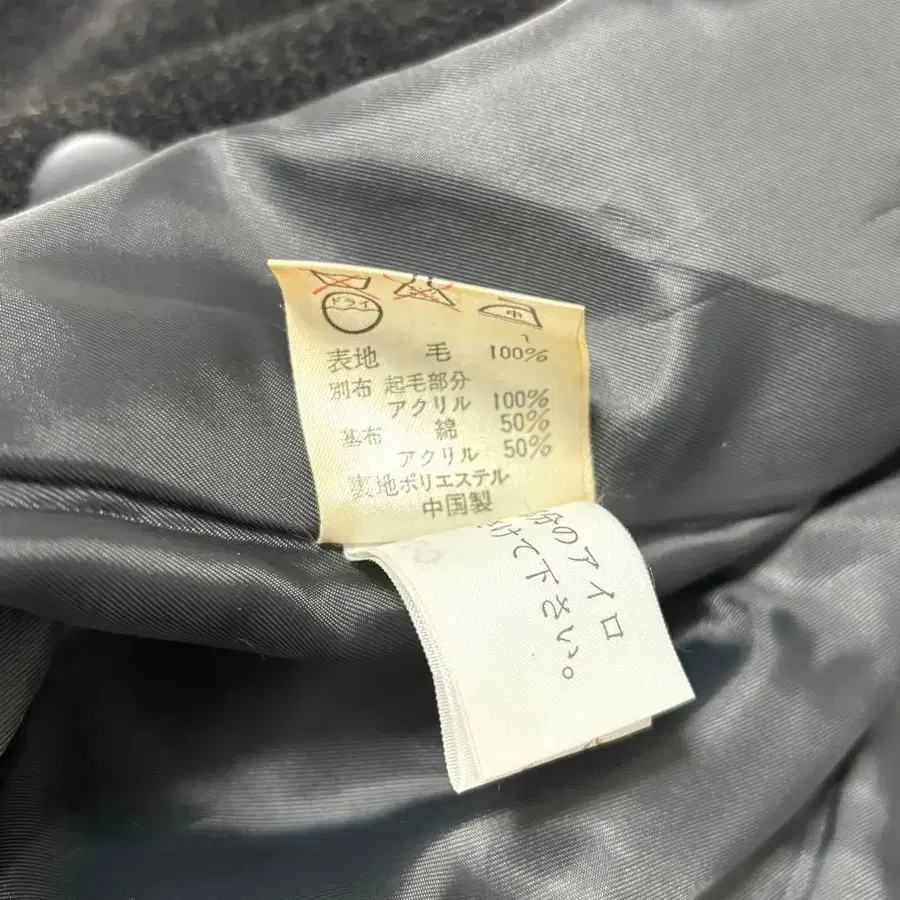 ドライ
中
表地 毛 100%
別布 起毛部分
アクリル 100%
基布 綿 50%
アクリル 50%
裏地ポリエステル
中国製
分のアイロ
けて下さい。